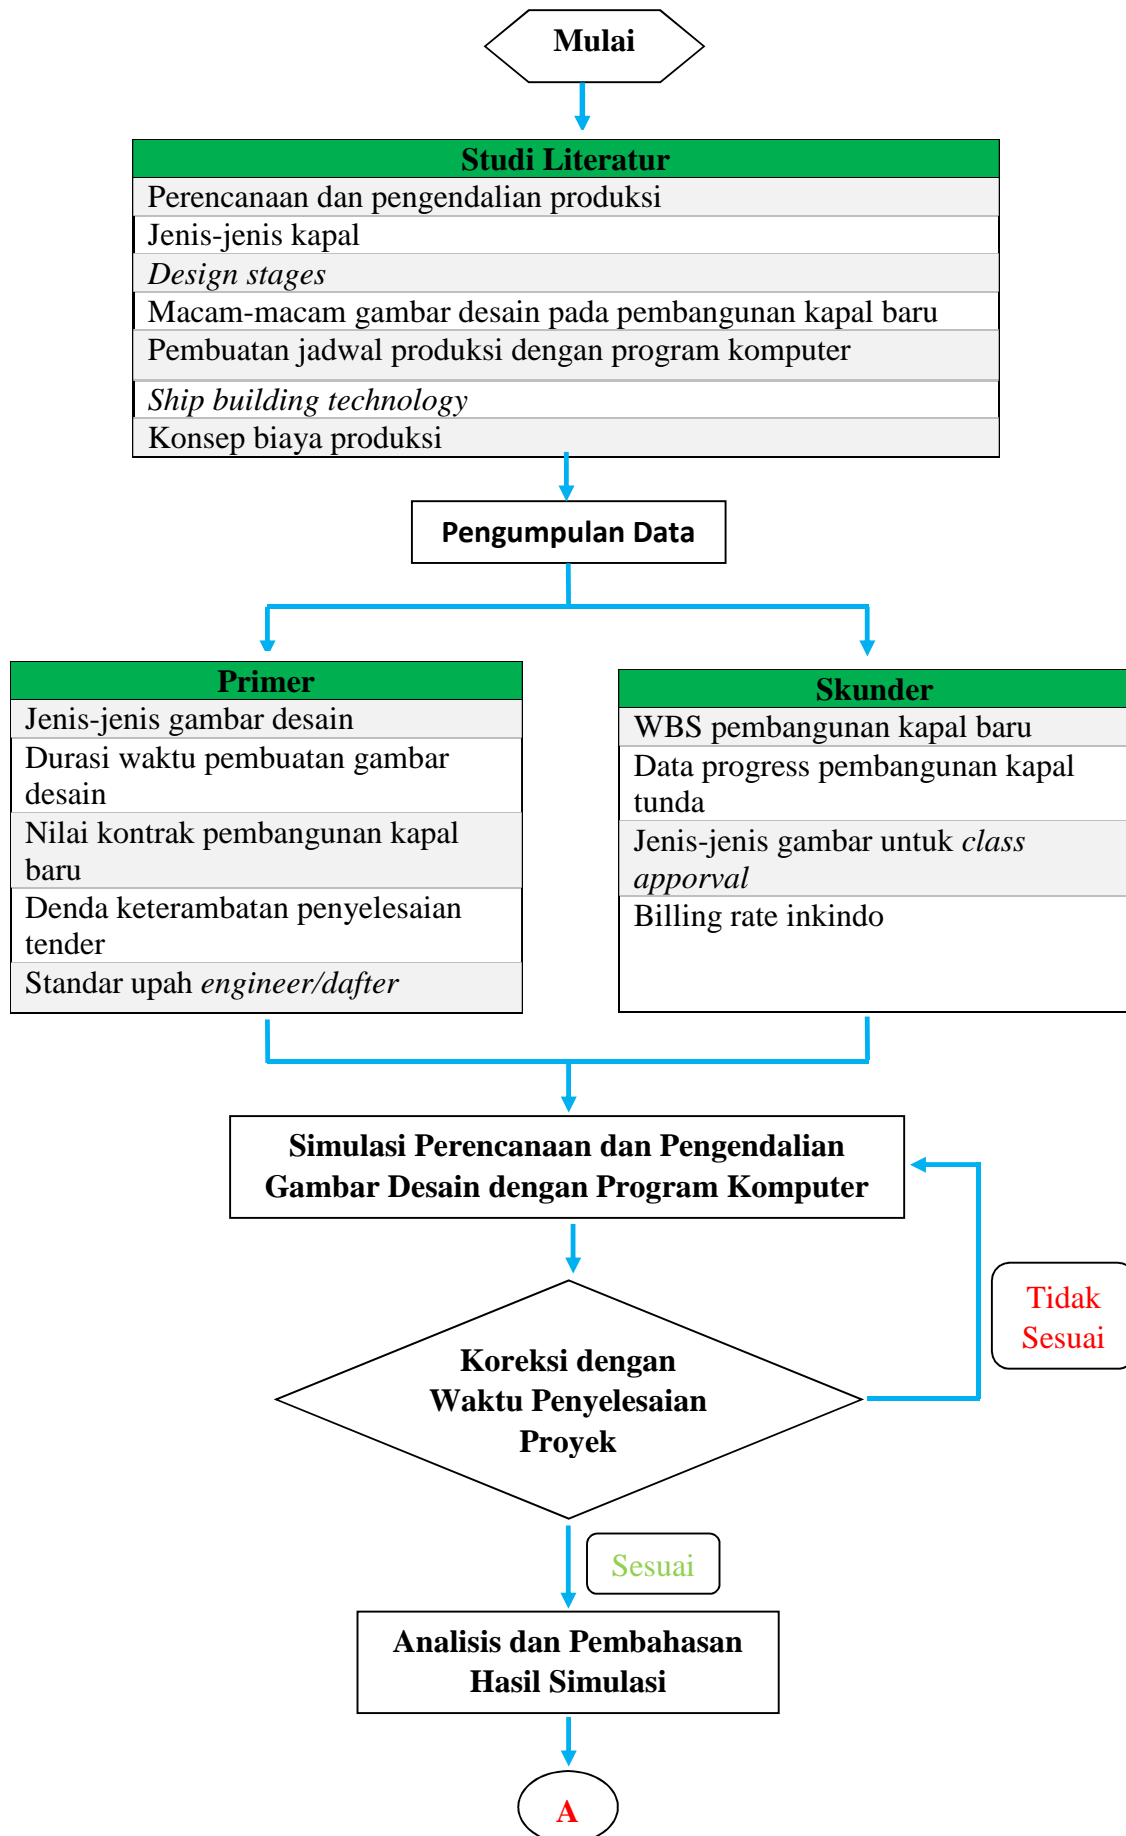 Mulai
Studi Literatur
Perencanaan dan pengendalian produksi
Jenis-jenis kapal
Design stages
Macam-macam gambar desain pada pembangunan kapal baru
Pembuatan jadwal produksi dengan program komputer
Ship building technology
Konsep biaya produksi
Pengumpulan Data
Primer
Jenis-jenis gambar desain
Durasi waktu pembuatan gambar
desain
Nilai kontrak pembangunan kapal
baru
Denda keterambatan penyelesaian
tender
Standar upah engineer/dafter
Skunder
WBS pembangunan kapal baru
Data progress pembangunan kapal
tunda
Jenis-jenis gambar untuk class
apporval
Billing rate inkindo
Simulasi Perencanaan dan Pengendalian
Gambar Desain dengan Program Komputer
Tidak
Sesuai
Koreksi dengan
Waktu Penyelesaian
Proyek
Sesuai
Analisis dan Pembahasan
Hasil Simulasi
A